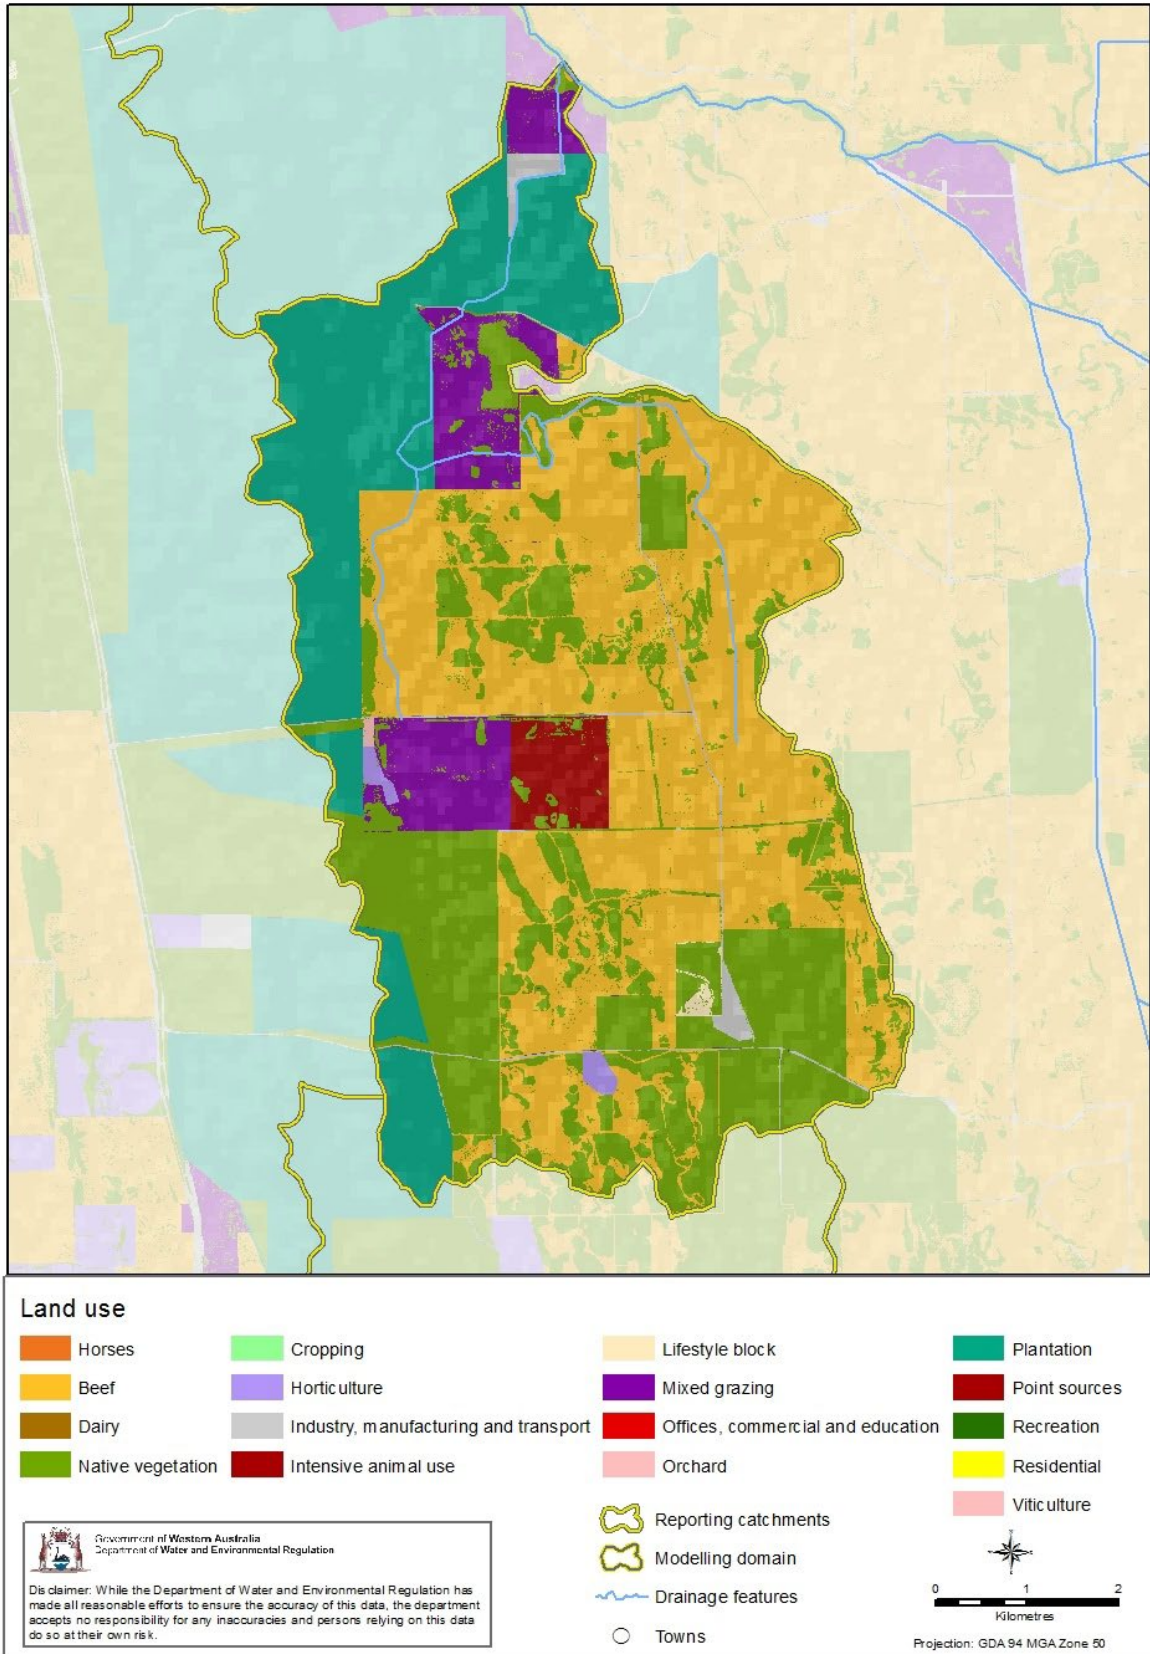 Land use
Horses
Beef
Dairy
Native vegetation
Cropping
Horticulture
Industry, manufacturing and transport
Intensive animal use
Lifestyle block
Mixed grazing
Offices, commercial and education
Orchard
Plantation
Point sources
Recreation
Residential
Viticulture
Reporting catchments
Modelling domain
Drainage features
Towns
Government of Western Australia
Department of Water and Environmental Regulation
Disclaimer: While the Department of Water and Environmental Regulation has
made all reasonable efforts to ensure the accuracy of this data, the department
accepts no responsibility for any inaccuracies and persons relying on this data
do so at their own risk.
0 1 2
Kilometres
Projection: GDA 94 MGA Zone 50